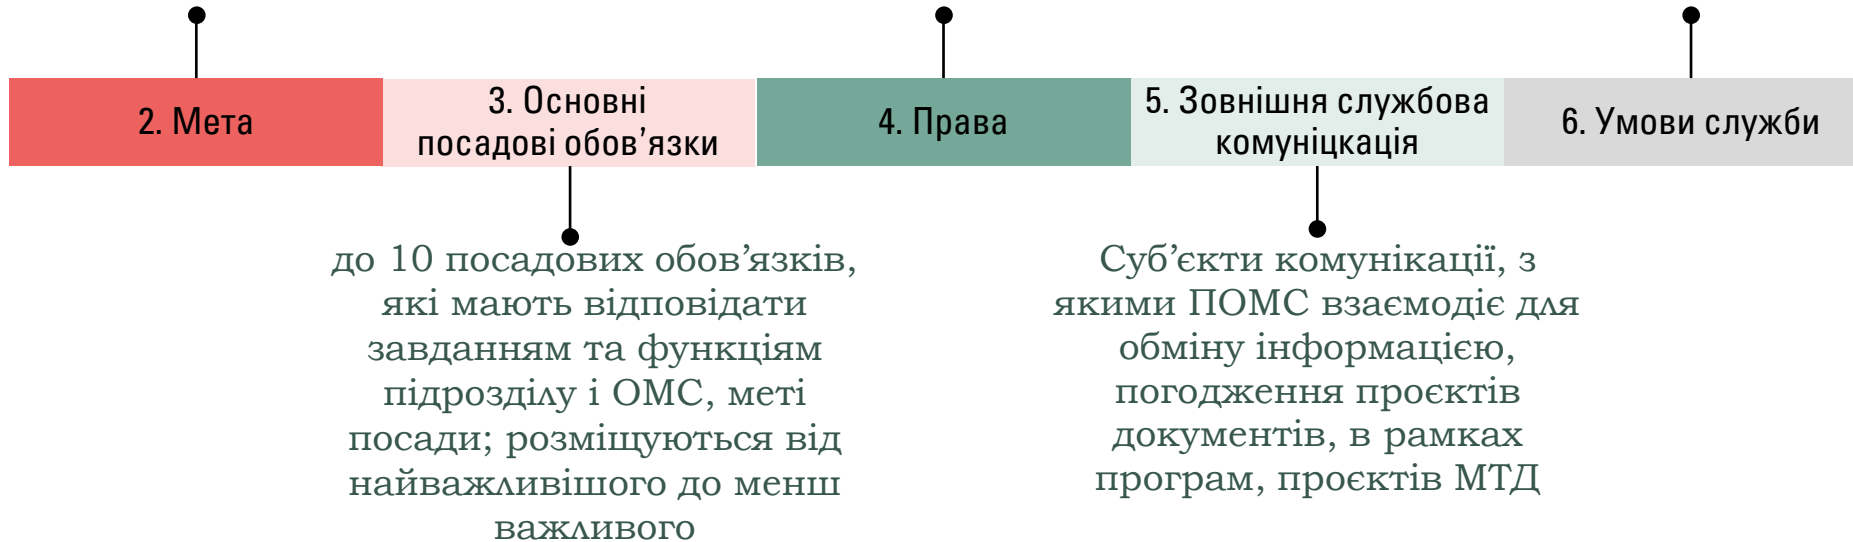 2. Мета
3. Основні
посадові обов’язки
4. Права
5. Зовнішня службова
комуніцкація
6. Умови служби
до 10 посадових обов’язків,
які мають відповідати
завданням та функціям
підрозділу і ОМС, меті
посади; розміщуються від
найважливішого до менш
важливого
Суб’єкти комунікації, з
якими ПОМС взаємодіє для
обміну інформацією,
погодження проєктів
документів, в рамках
програм, проєктів МТД